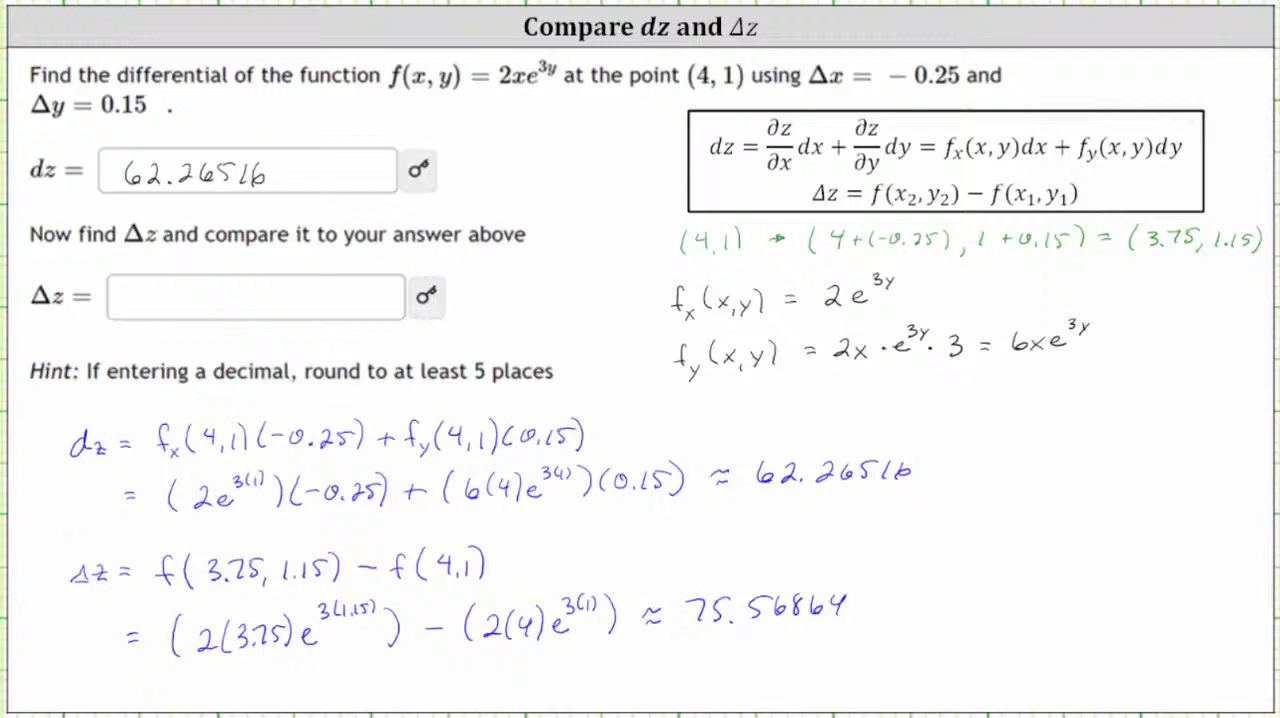 Compare dz and Δz
Find the differential of the function f(x, y) = 2xe^{3y} at the point (4, 1) using Δx = − 0.25 and
Δy = 0.15 .
dz = ∂z/∂x dx + ∂z/∂y dy = f_x(x, y)dx + f_y(x, y)dy
Δz = f(x₂, y₂) − f(x₁, y₁)
dz = 62.26516
(4,1) → (4+(-0.25), 1+0.15) = (3.75, 1.15)
Now find Δz and compare it to your answer above
Δz =
f_x(x,y) = 2e^{3y}
f_y(x,y) = 2x·e^{3y}·3 = 6xe^{3y}
Hint: If entering a decimal, round to at least 5 places
dz = f_x(4,1)(-0.25) + f_y(4,1)(0.15)
= (2e^{3(1)})(-0.25) + (6(4)e^{3(1)})(0.15) ≈ 62.26516
Δz = f(3.75, 1.15) - f(4,1)
= (2(3.75)e^{3(1.15)}) - (2(4)e^{3(1)}) ≈ 75.56864